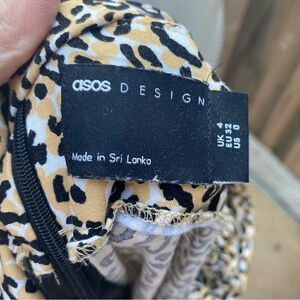 asos DESIGN
Made in Sri Lanka
UK 4
EU 32
US 0